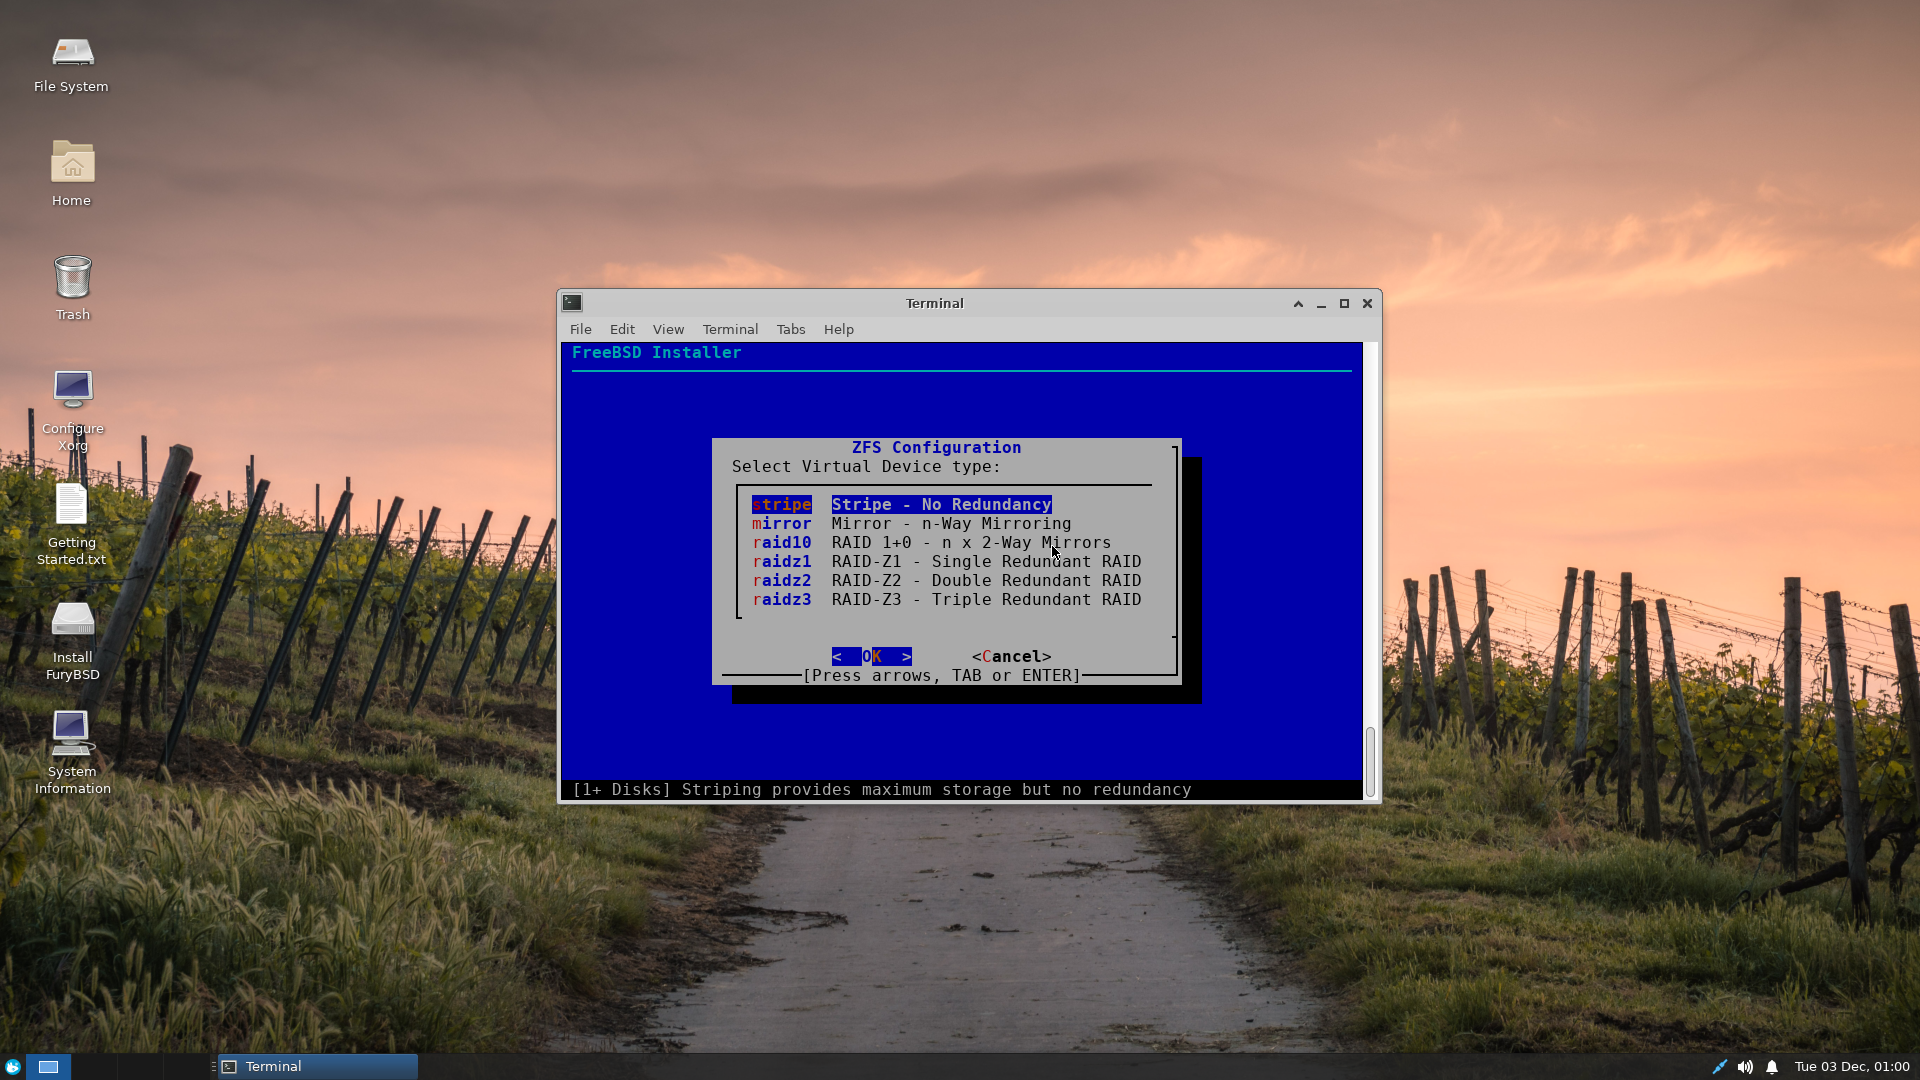 File System
Home
Trash
Configure
Xorg
Getting
Started.txt
Install
FuryBSD
System
Information
Terminal
File Edit View Terminal Tabs Help
FreeBSD Installer
ZFS Configuration
Select Virtual Device type:
stripe Stripe - No Redundancy
mirror Mirror - n-Way Mirroring
raid10 RAID 1+0 - n x 2-Way Mirrors
raidz1 RAID-Z1 - Single Redundant RAID
raidz2 RAID-Z2 - Double Redundant RAID
raidz3 RAID-Z3 - Triple Redundant RAID
< OK > <Cancel>
[Press arrows, TAB or ENTER]
[1+ Disks] Striping provides maximum storage but no redundancy
Terminal
Tue 03 Dec, 01:00